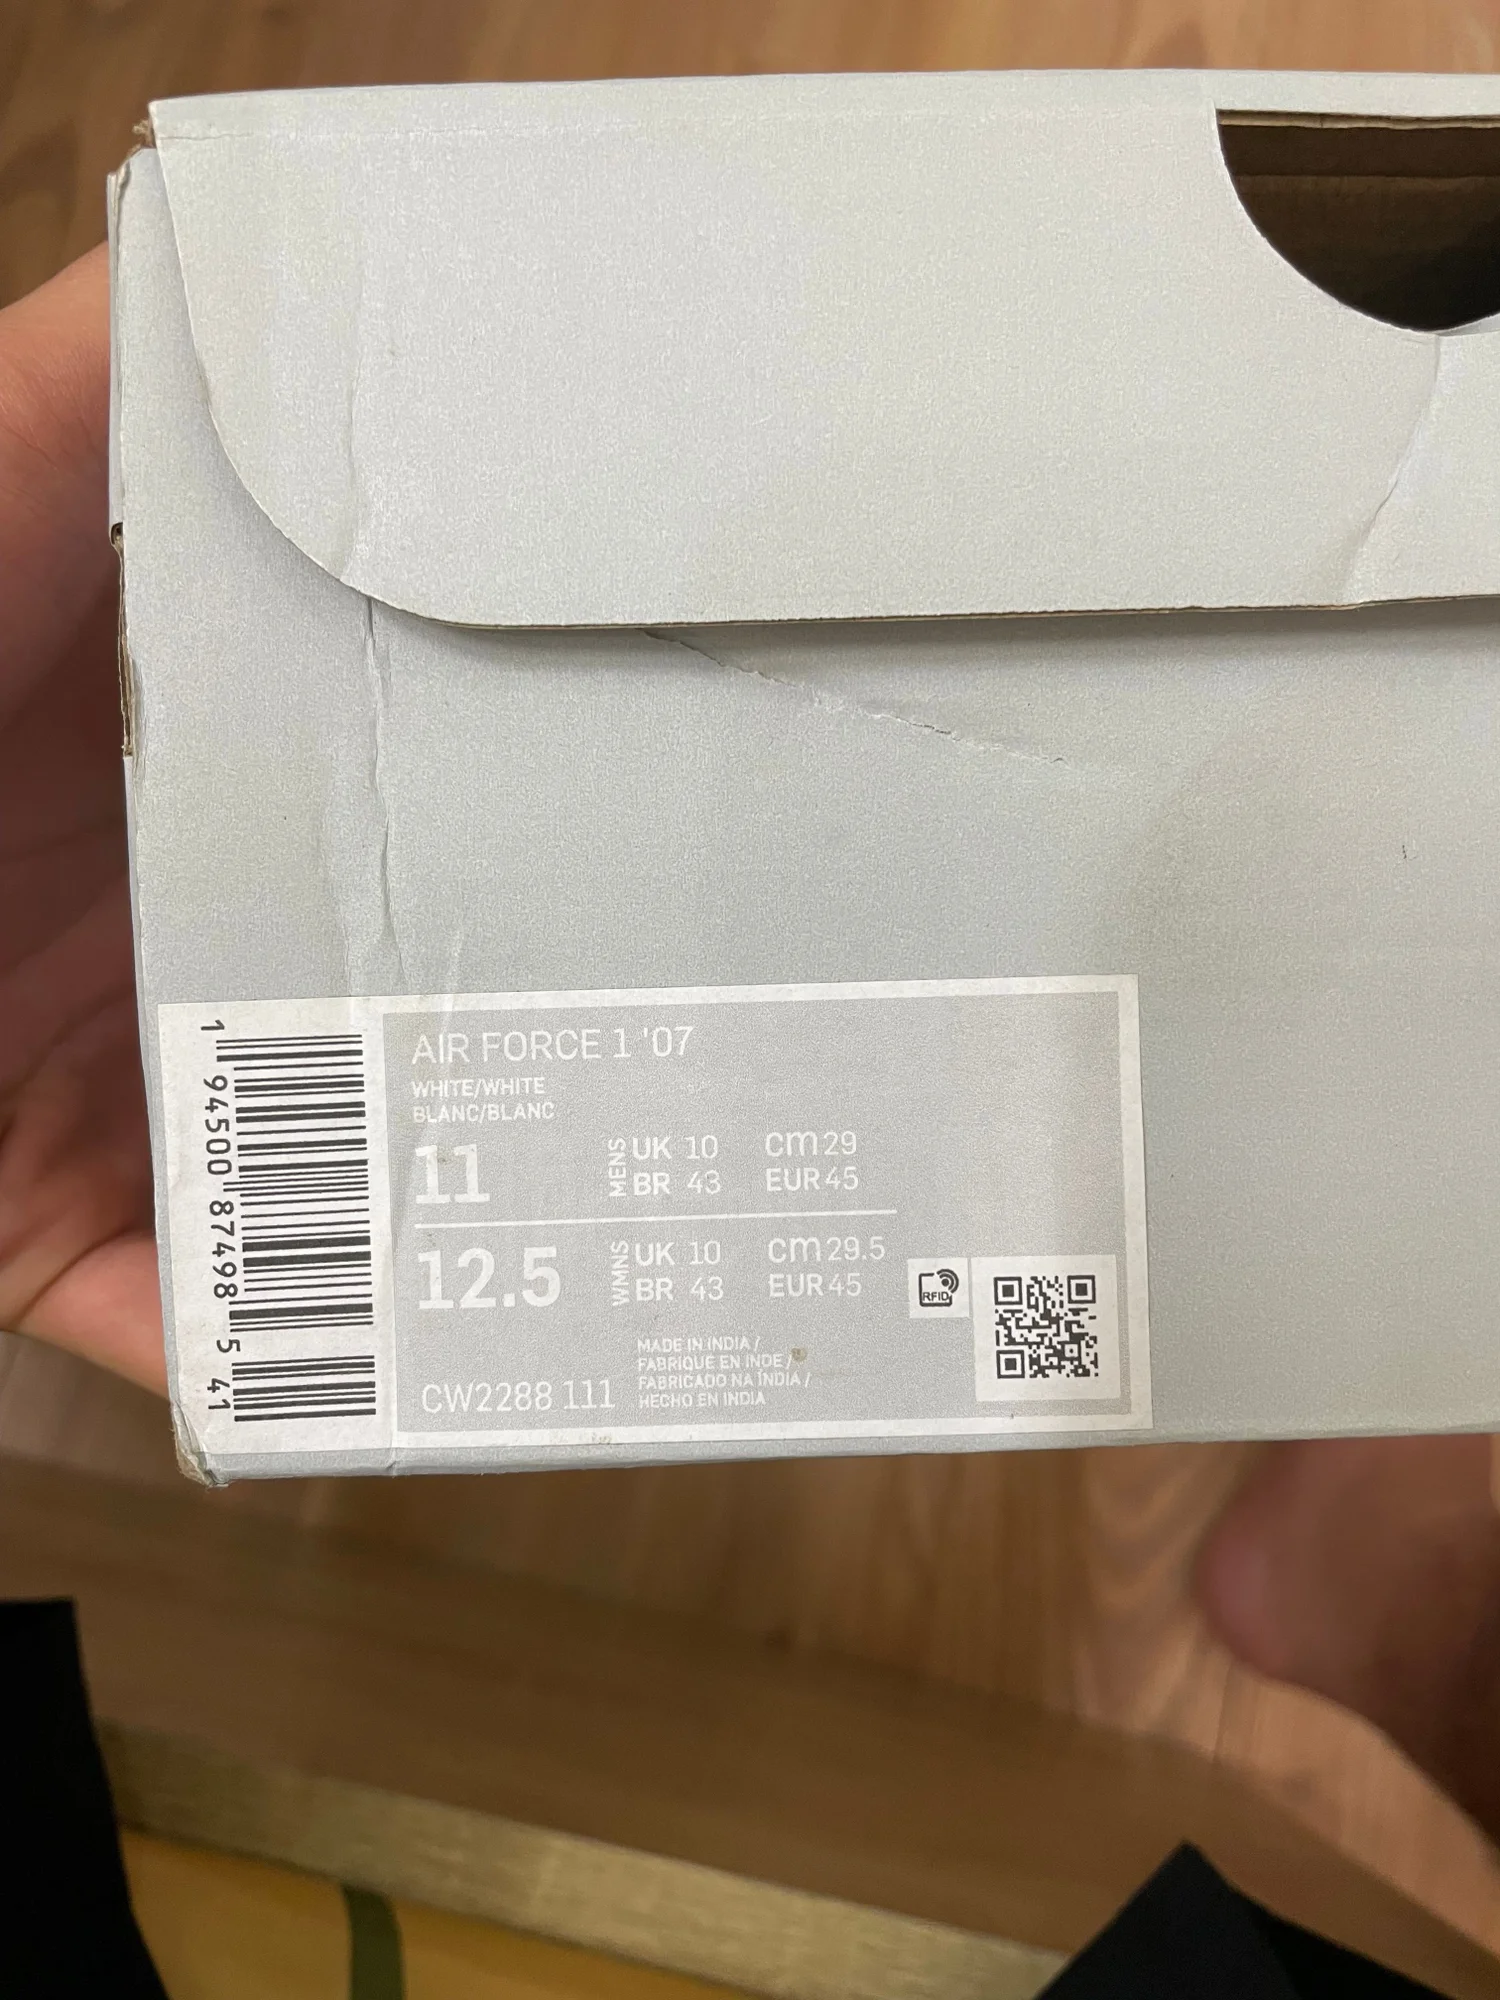 AIR FORCE 1 '07
WHITE/WHITE
BLANC/BLANC
11 MENS UK 10 cm 29
BR 43 EUR 45
12.5 WMNS UK 10 cm 29.5
BR 43 EUR 45
RFID
MADE IN INDIA /
FABRIQUE EN INDE /
FABRICADO NA ÍNDIA /
HECHO EN INDIA
CW2288 111
1 94500 87498 5 41